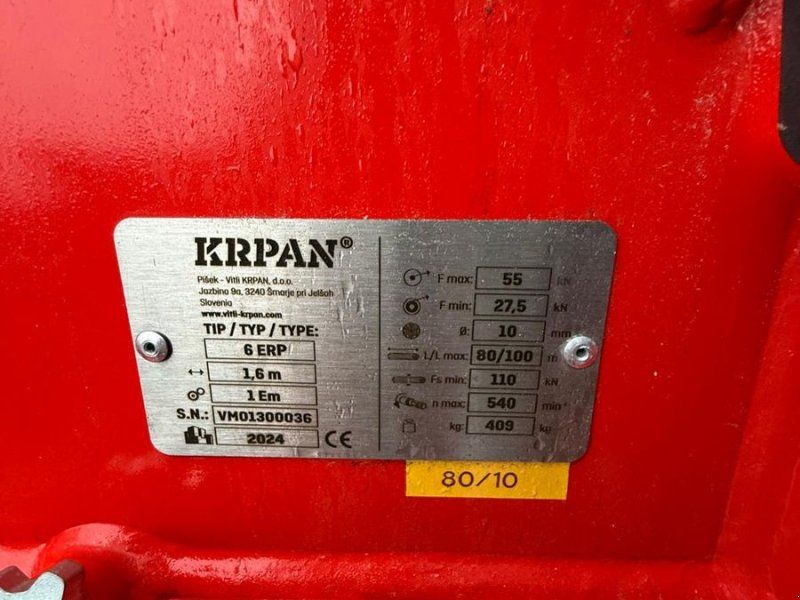 KRPAN®
Pišek - Vitli KRPAN, d.o.o.
Jazbina 9a, 3240 Šmarje pri Jelšah
Slovenia
www.vitli-krpan.com
TIP / TYP / TYPE:
6 ERP
1,6 m
1 Em
S.N.: VM01300036
2024 CE
F max: 55 kN
F min: 27,5 kN
Ø: 10 mm
L/L max: 80/100 m
Fs min: 110 kN
n max: 540 min⁻¹
kg: 409 kg
80/10